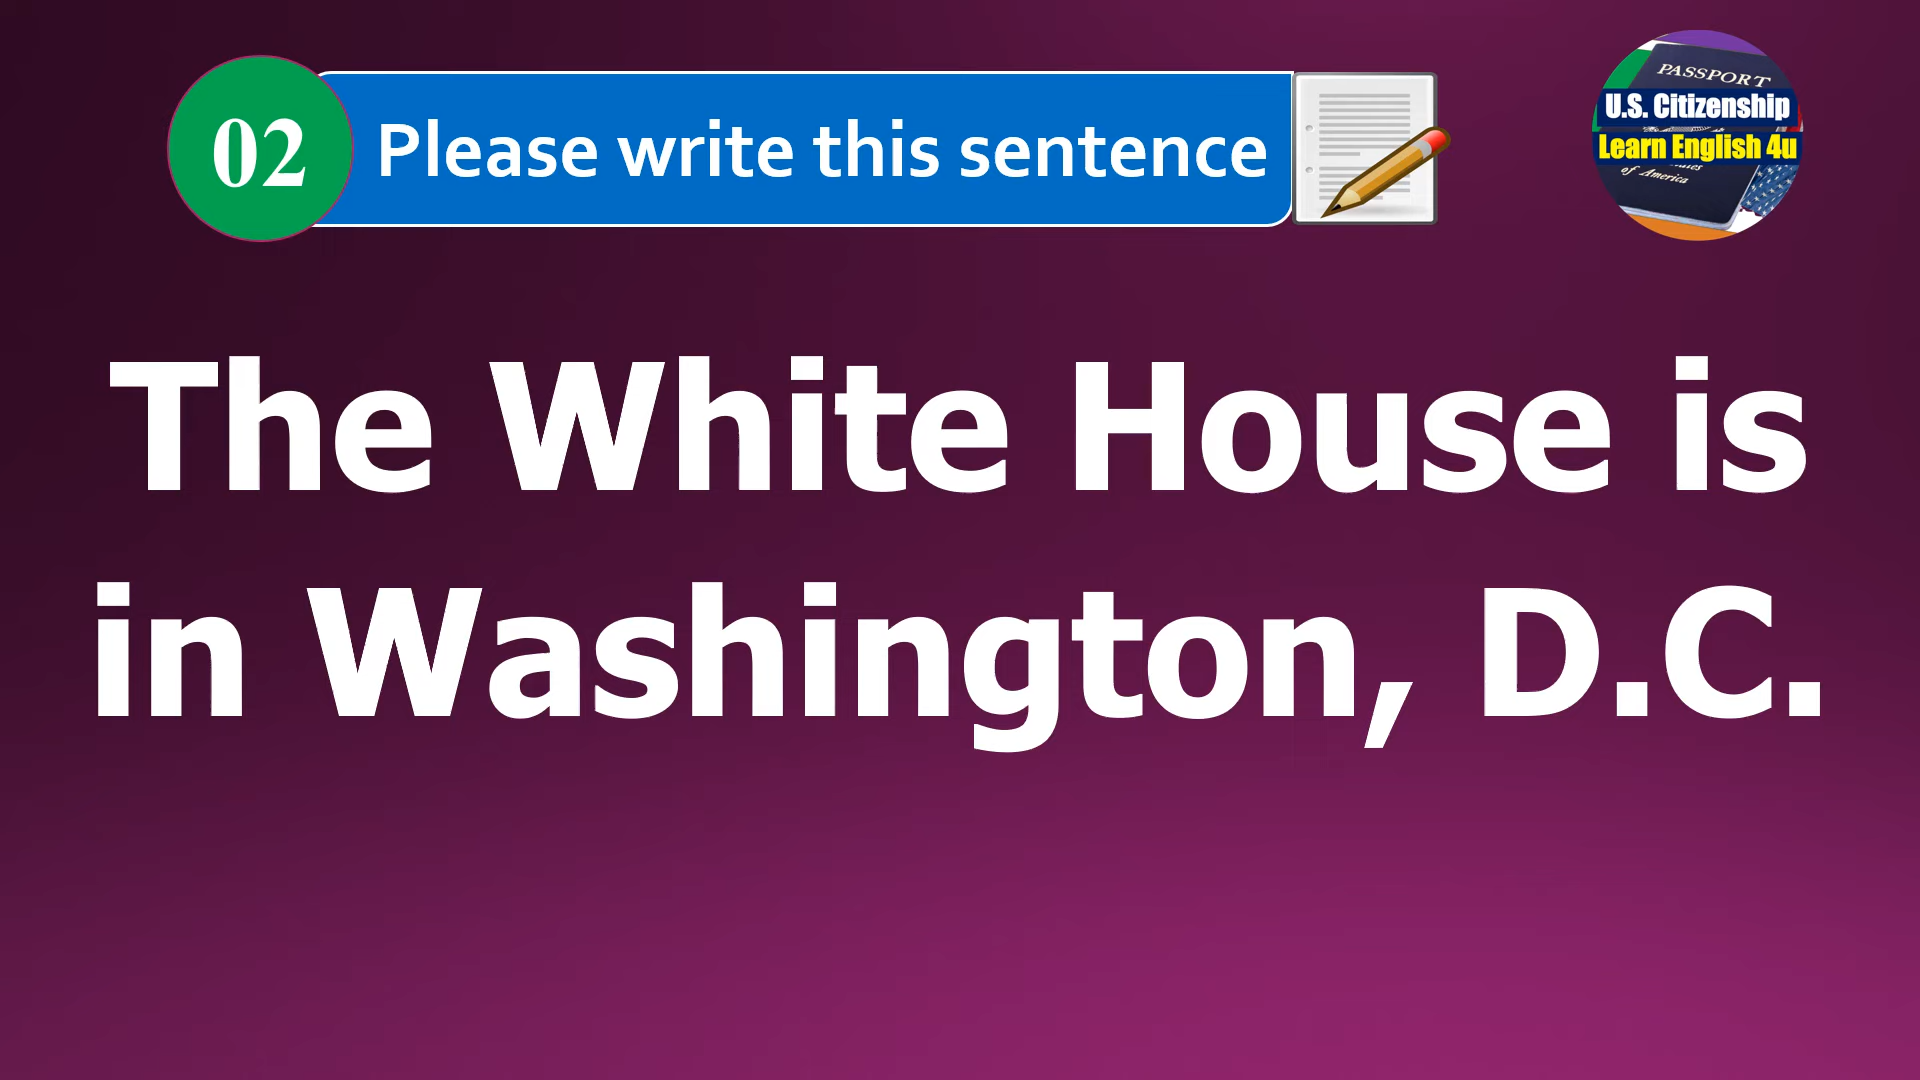 02
Please write this sentence
PASSPORT
U.S. Citizenship
Learn English 4u
of America
The White House is
in Washington, D.C.